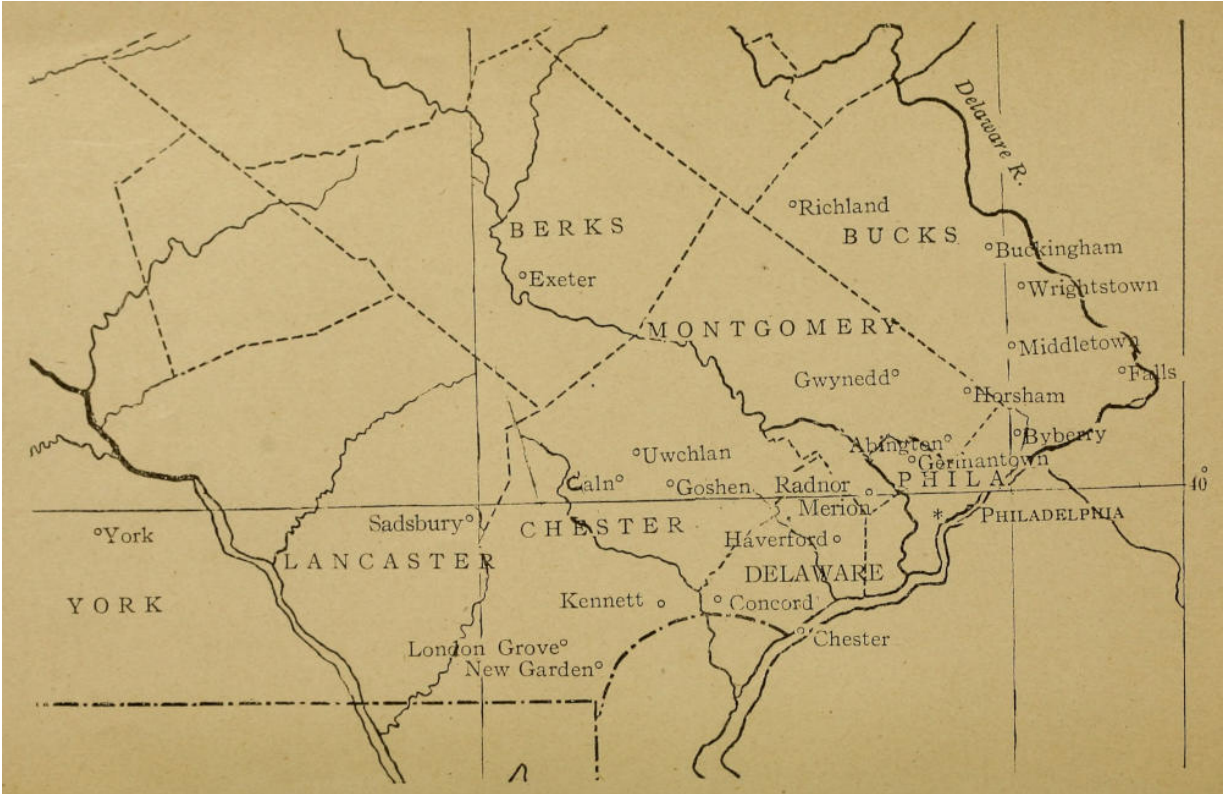 Delaware R.
Richland
BERKS
BUCKS
Buckingham
Exeter
Wrightstown
MONTGOMERY
Middletown
Gwynedd
Falls
Horsham
Abington
Byberry
Uwchlan
Germantown
Caln
Goshen
Radnor
PHILA
40°
Merion
Sadsbury
CHESTER
* PHILADELPHIA
York
Háverford
LANCASTER
DELAWARE
YORK
Kennett
Concord
Chester
London Grove
New Garden